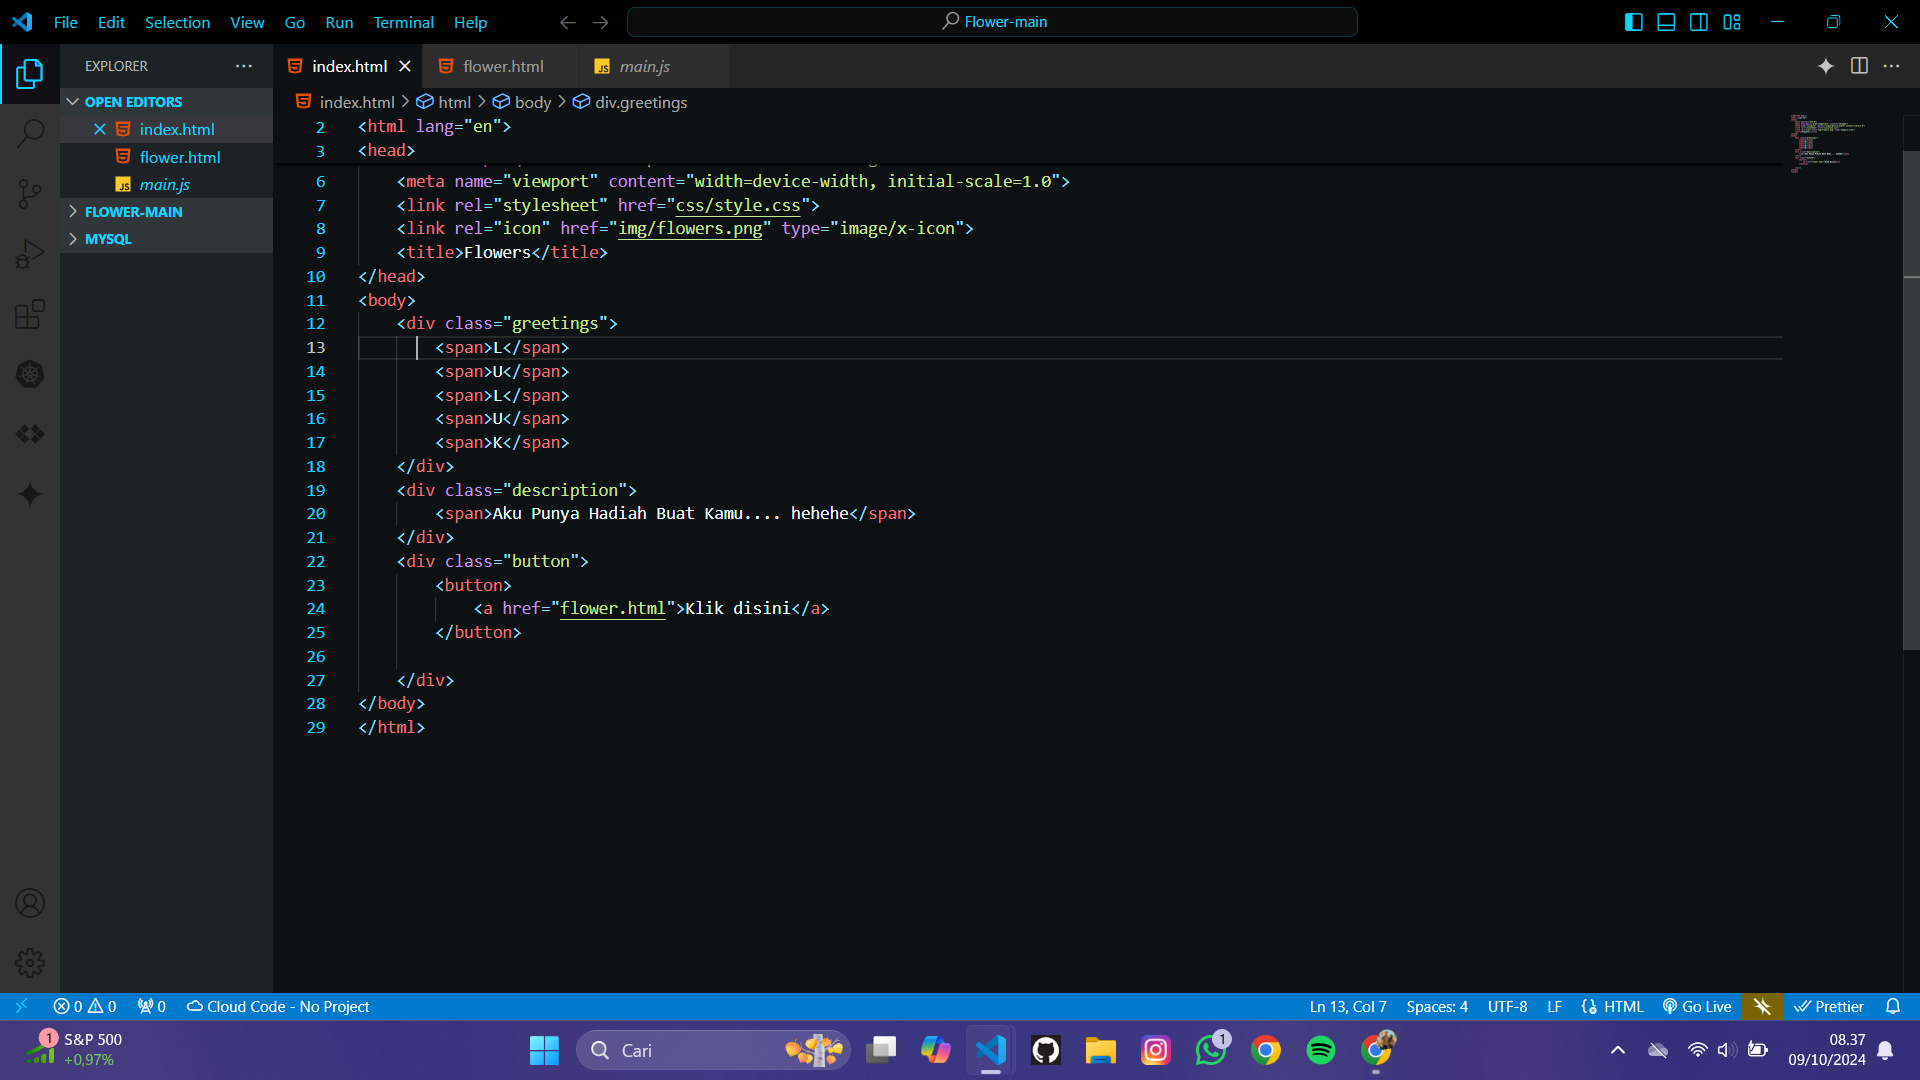 File Edit Selection View Go Run Terminal Help
Flower-main
EXPLORER
OPEN EDITORS
index.html
flower.html
JS main.js
FLOWER-MAIN
MYSQL
index.html flower.html JS main.js
index.html > html > body > div.greetings
2 <html lang="en">
3 <head>
6 <meta name="viewport" content="width=device-width, initial-scale=1.0">
7 <link rel="stylesheet" href="css/style.css">
8 <link rel="icon" href="img/flowers.png" type="image/x-icon">
9 <title>Flowers</title>
10 </head>
11 <body>
12 <div class="greetings">
13 <span>L</span>
14 <span>U</span>
15 <span>L</span>
16 <span>U</span>
17 <span>K</span>
18 </div>
19 <div class="description">
20 <span>Aku Punya Hadiah Buat Kamu.... hehehe</span>
21 </div>
22 <div class="button">
23 <button>
24 <a href="flower.html">Klik disini</a>
25 </button>
26
27 </div>
28 </body>
29 </html>
0 0 0 Cloud Code - No Project
Ln 13, Col 7 Spaces: 4 UTF-8 LF HTML Go Live Prettier
1
S&P 500
+0,97%
Cari
1
08.37
09/10/2024